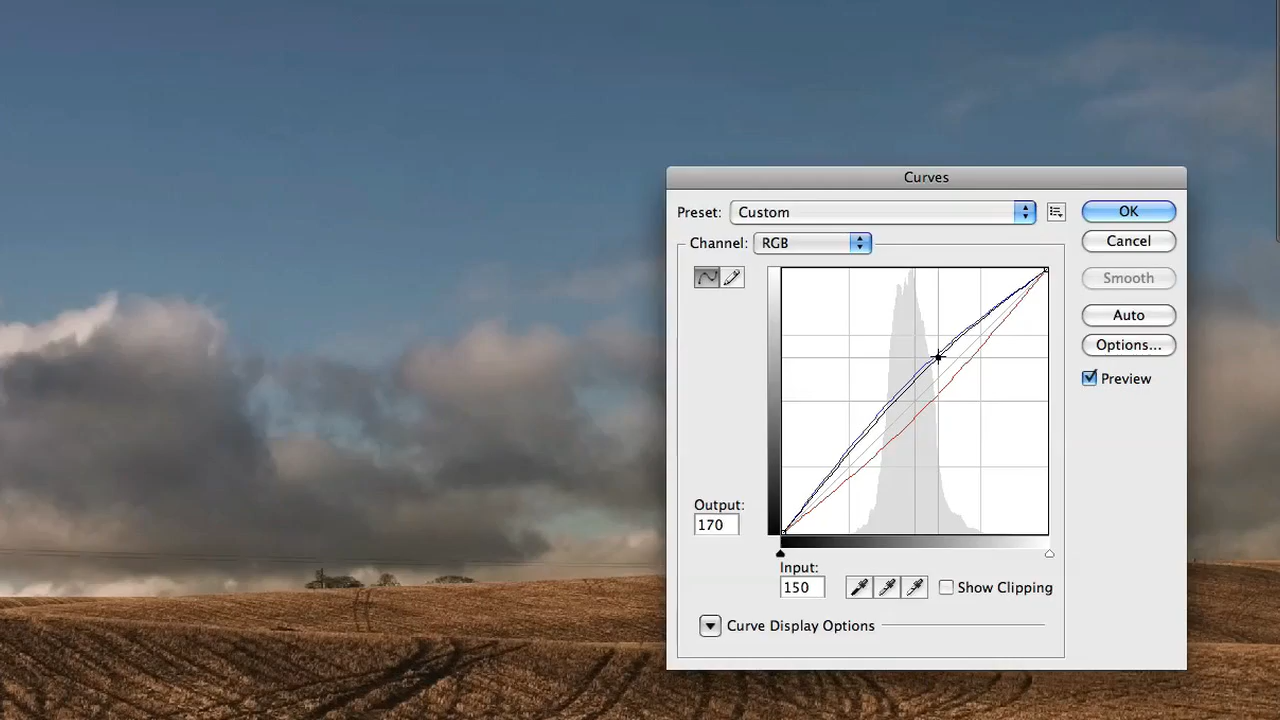 Curves
Preset: Custom
OK
Channel: RGB
Cancel
Smooth
Auto
Options...
Preview
Output:
170
Input:
150
Show Clipping
Curve Display Options